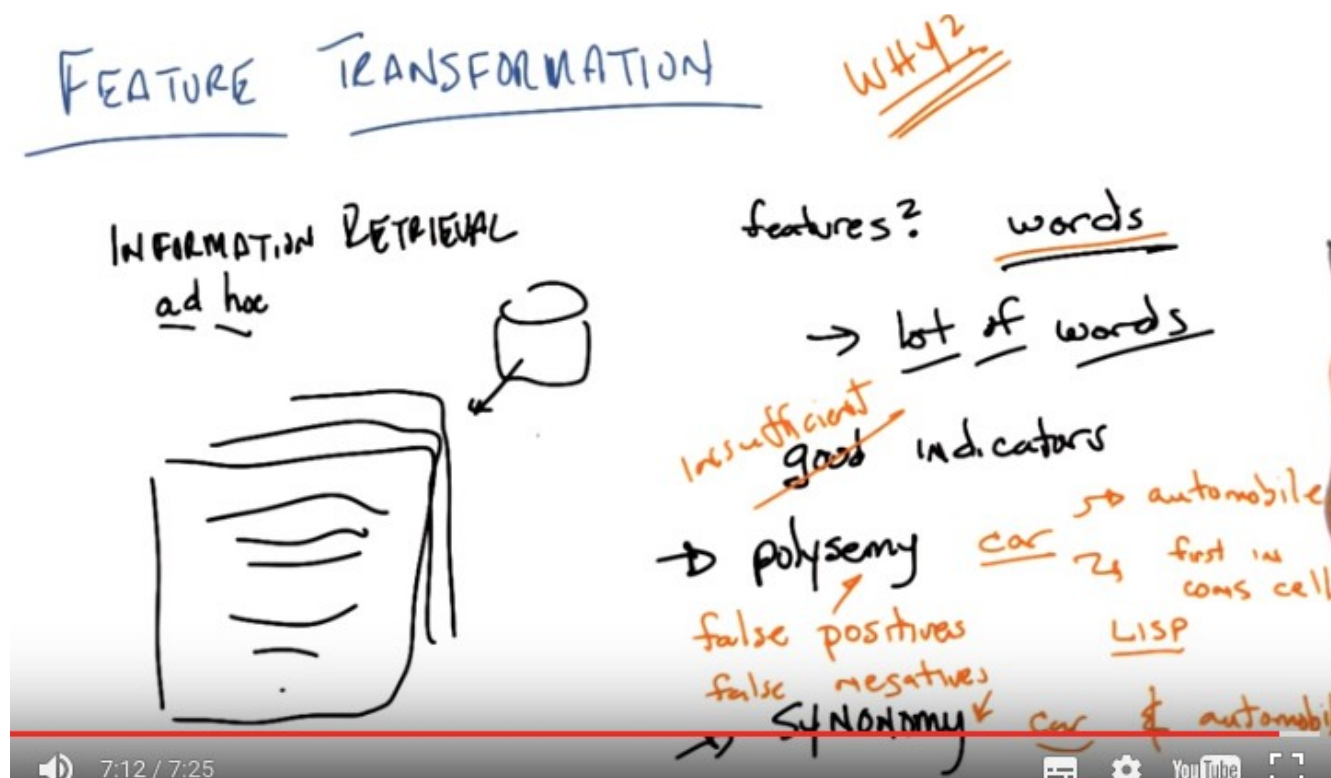 FEATURE TRANSFORMATION WHY?
INFORMATION RETRIEVAL
ad hoc
features? words
→ lot of words
insufficient
good indicators
→ polysemy car → automobile
→ first in
cons cell
false positives LISP
false negatives
→ SYNONOMY car & automobi
7:12 / 7:25
YouTube